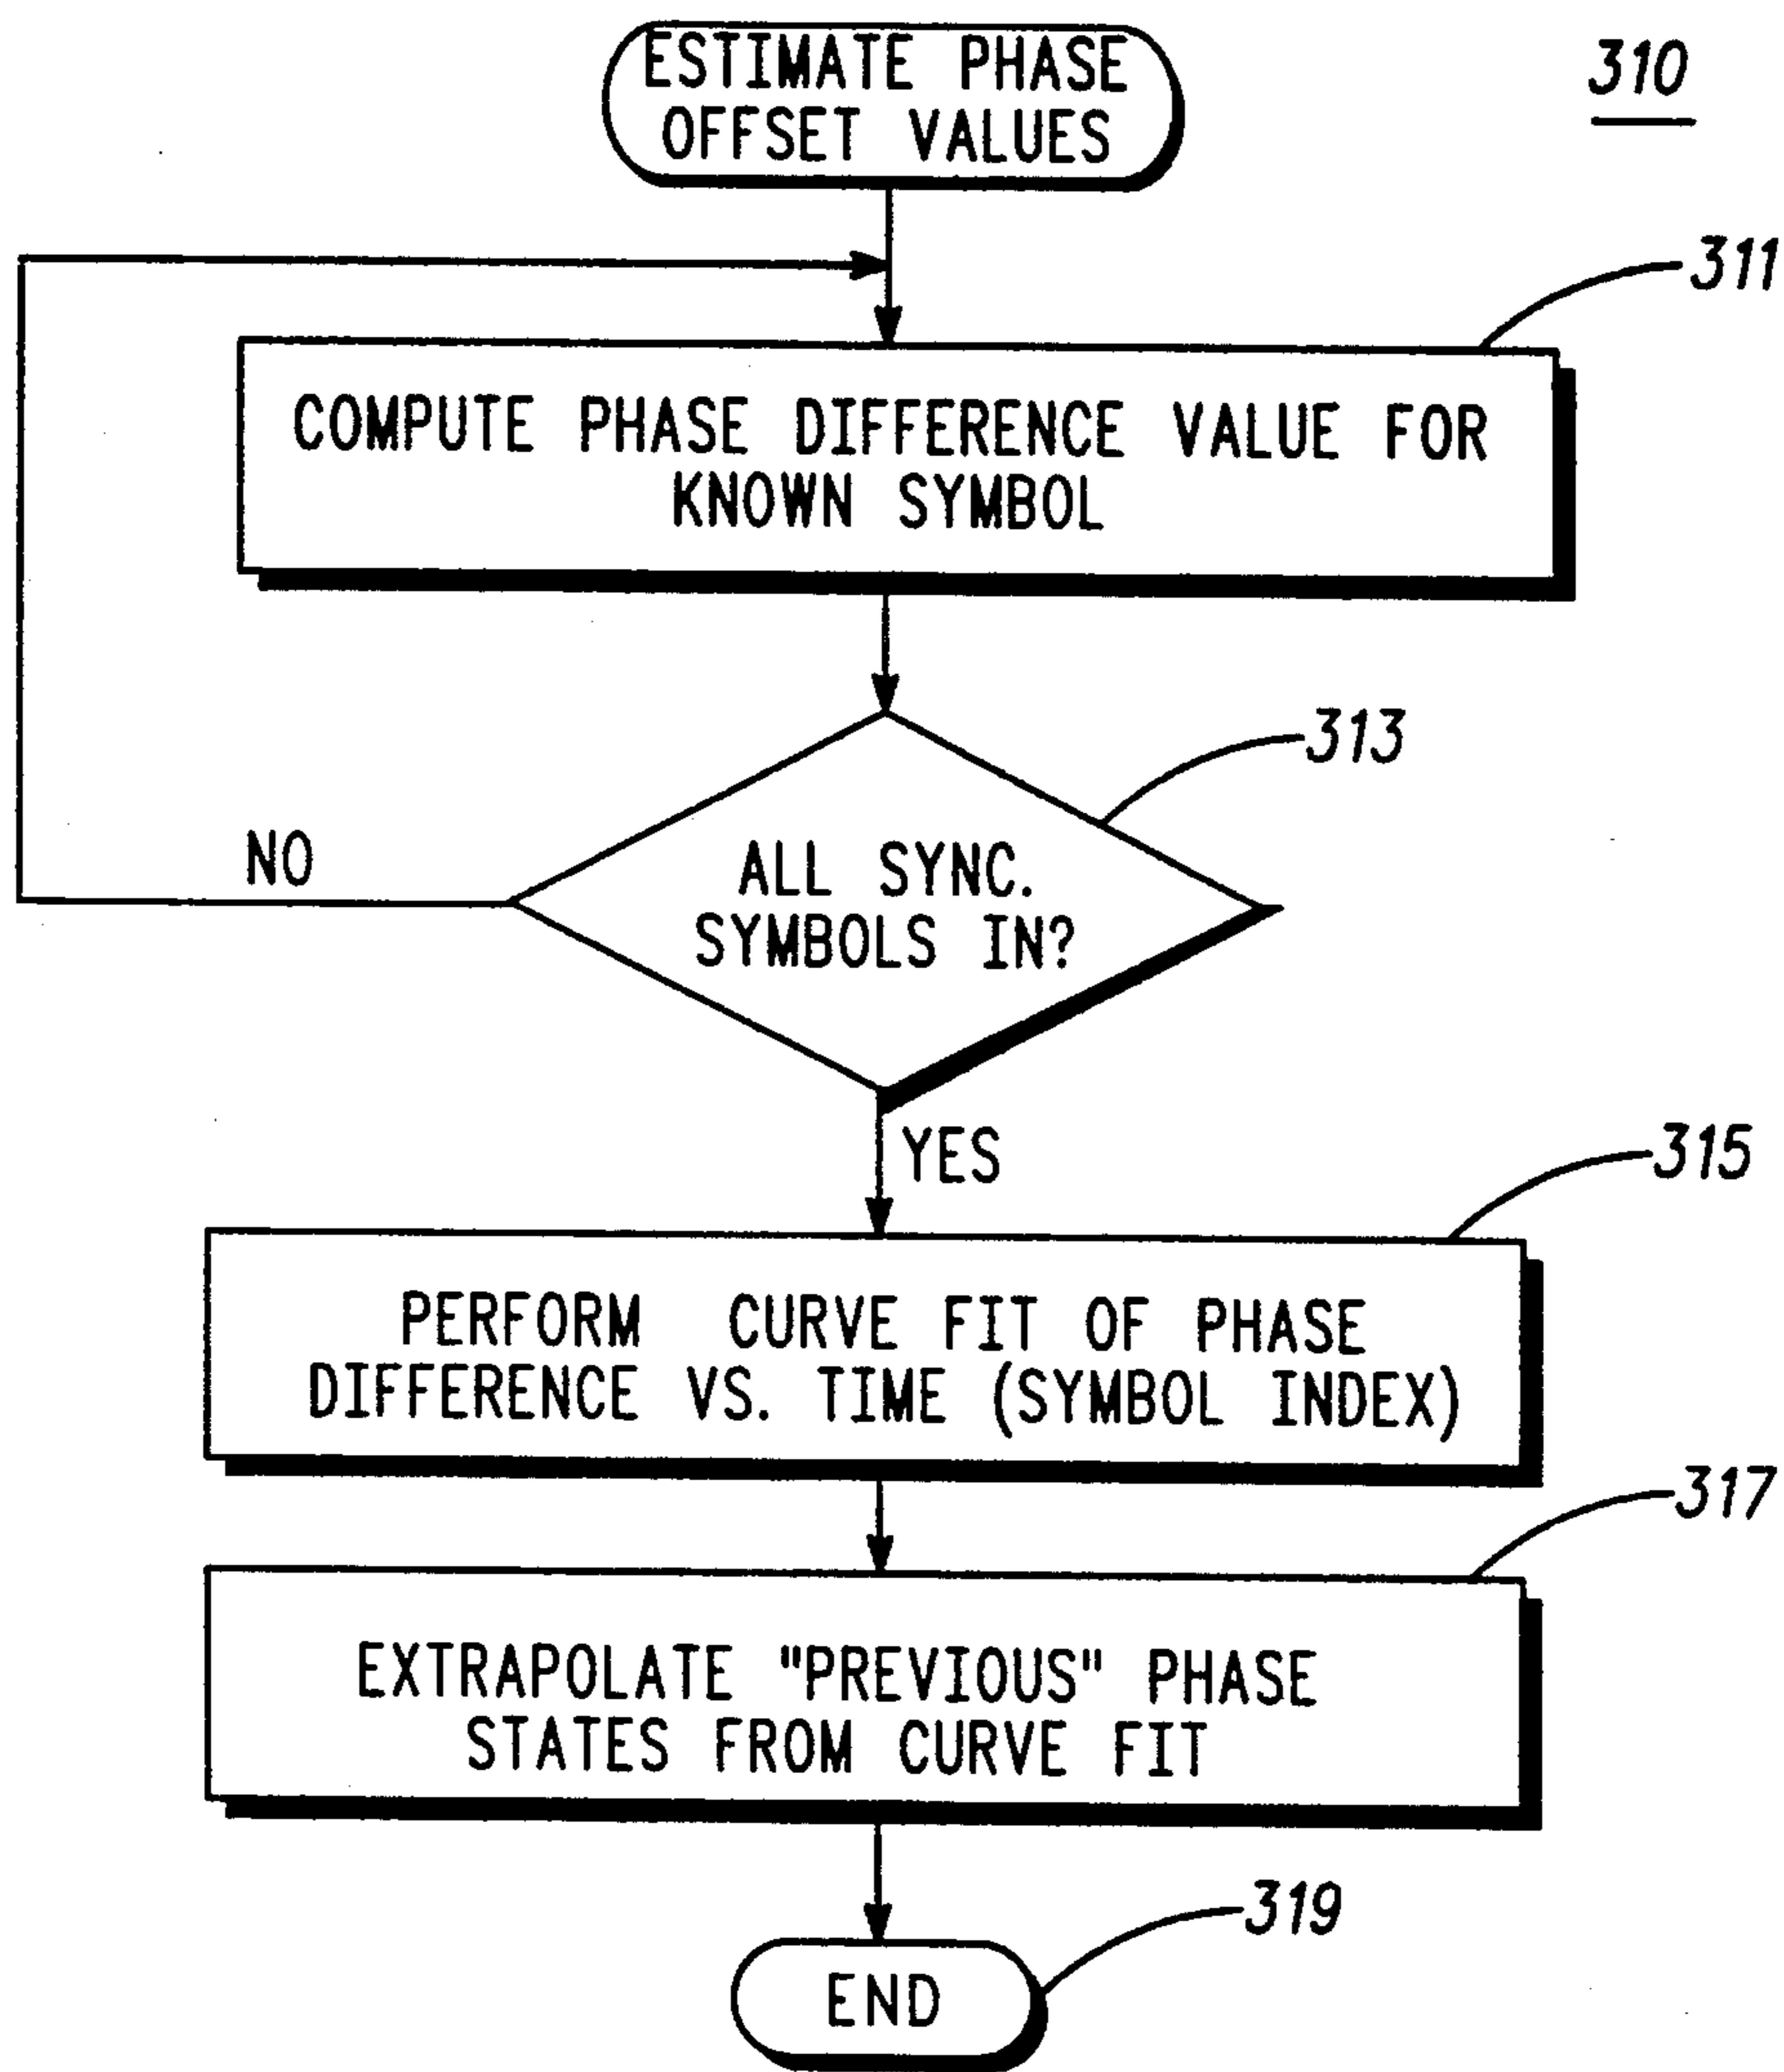 ESTIMATE PHASE
OFFSET VALUES
310
311
COMPUTE PHASE DIFFERENCE VALUE FOR
KNOWN SYMBOL
313
NO
ALL SYNC.
SYMBOLS IN?
YES
315
PERFORM CURVE FIT OF PHASE
DIFFERENCE VS. TIME (SYMBOL INDEX)
317
EXTRAPOLATE "PREVIOUS" PHASE
STATES FROM CURVE FIT
319
END